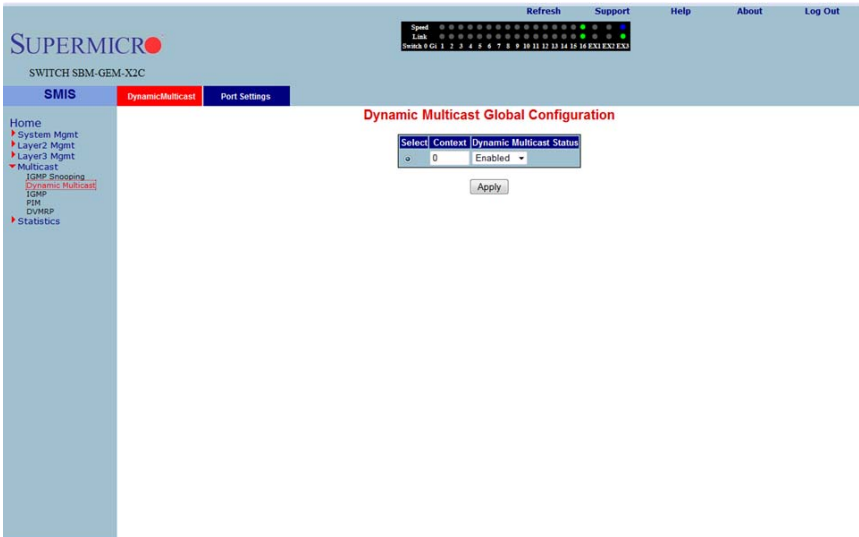 Refresh Support Help About Log Out
Speed
Link
Switch 0 Gi 1 2 3 4 5 6 7 8 9 10 11 12 13 14 15 16 EX1 EX2 EX3
SUPERMICRO
SWITCH SBM-GEM-X2C
SMIS
DynamicMulticast Port Settings
Home
System Mgmt
Layer2 Mgmt
Layer3 Mgmt
Multicast
IGMP Snooping
Dynamic Multicast
IGMP
PIM
DVMRP
Statistics
Dynamic Multicast Global Configuration
Select Context Dynamic Multicast Status
0 Enabled
Apply